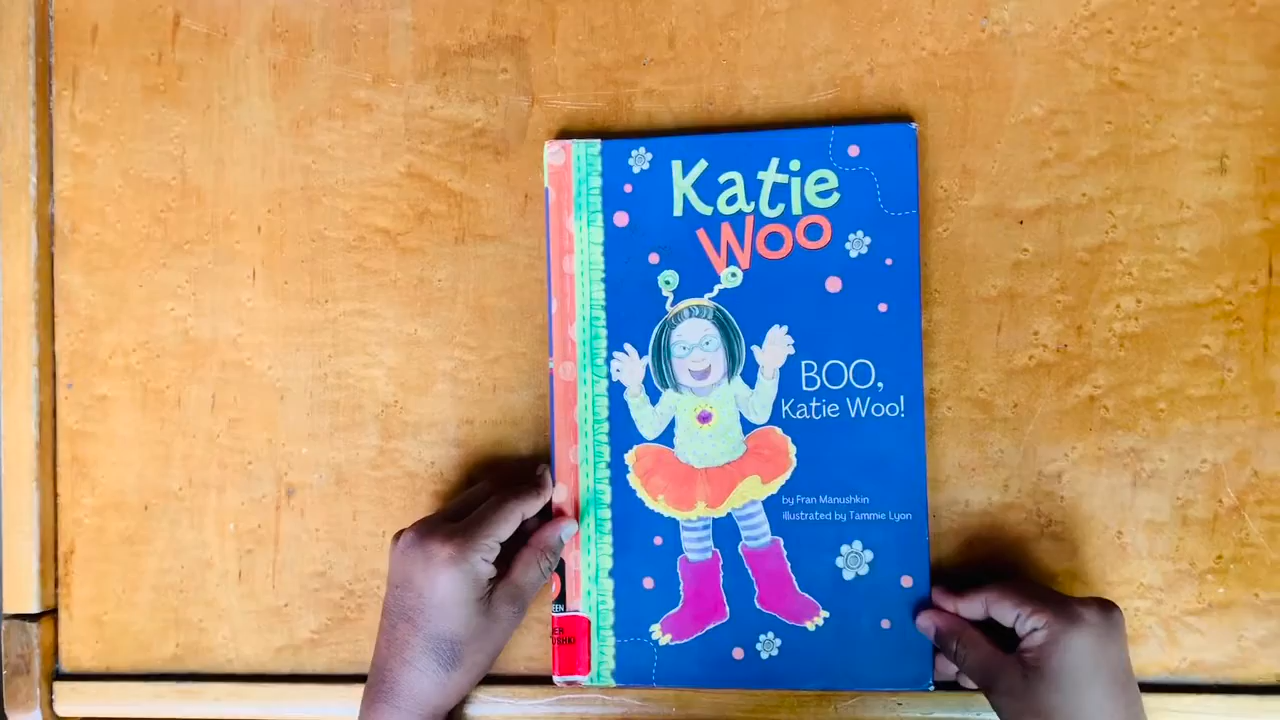 Katie
Woo
BOO,
Katie Woo!
by Fran Manushkin
illustrated by Tammie Lyon